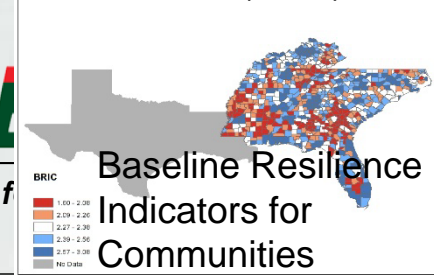 Baseline Resilience
Indicators for
Communities
BRIC
1.00 - 2.08
2.09 - 2.26
2.27 - 2.38
2.39 - 2.56
2.57 - 3.08
No Data